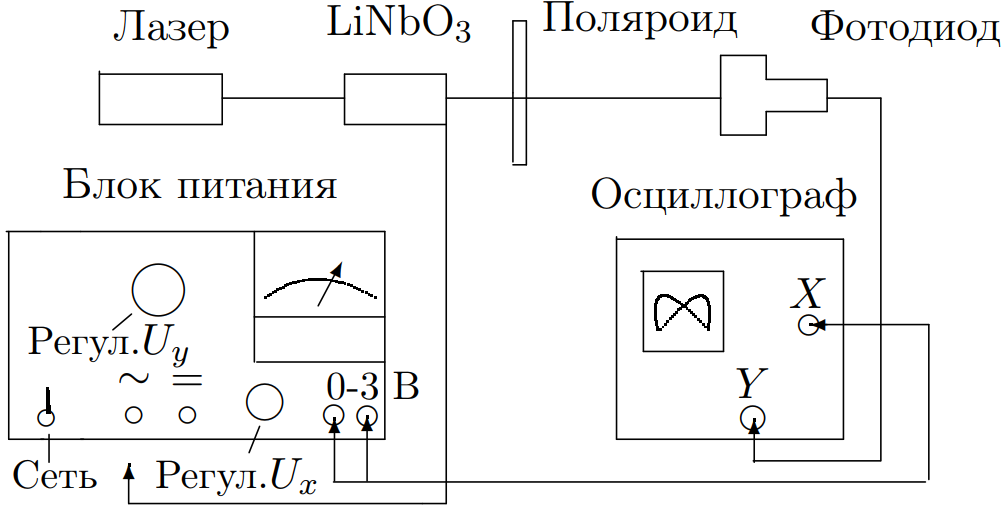 Лазер
LiNbO₃
Поляроид
Фотодиод
Блок питания
Осциллограф
X
Регул.Uy
∼ =
0-3 В
Y
Сеть
Регул.Ux